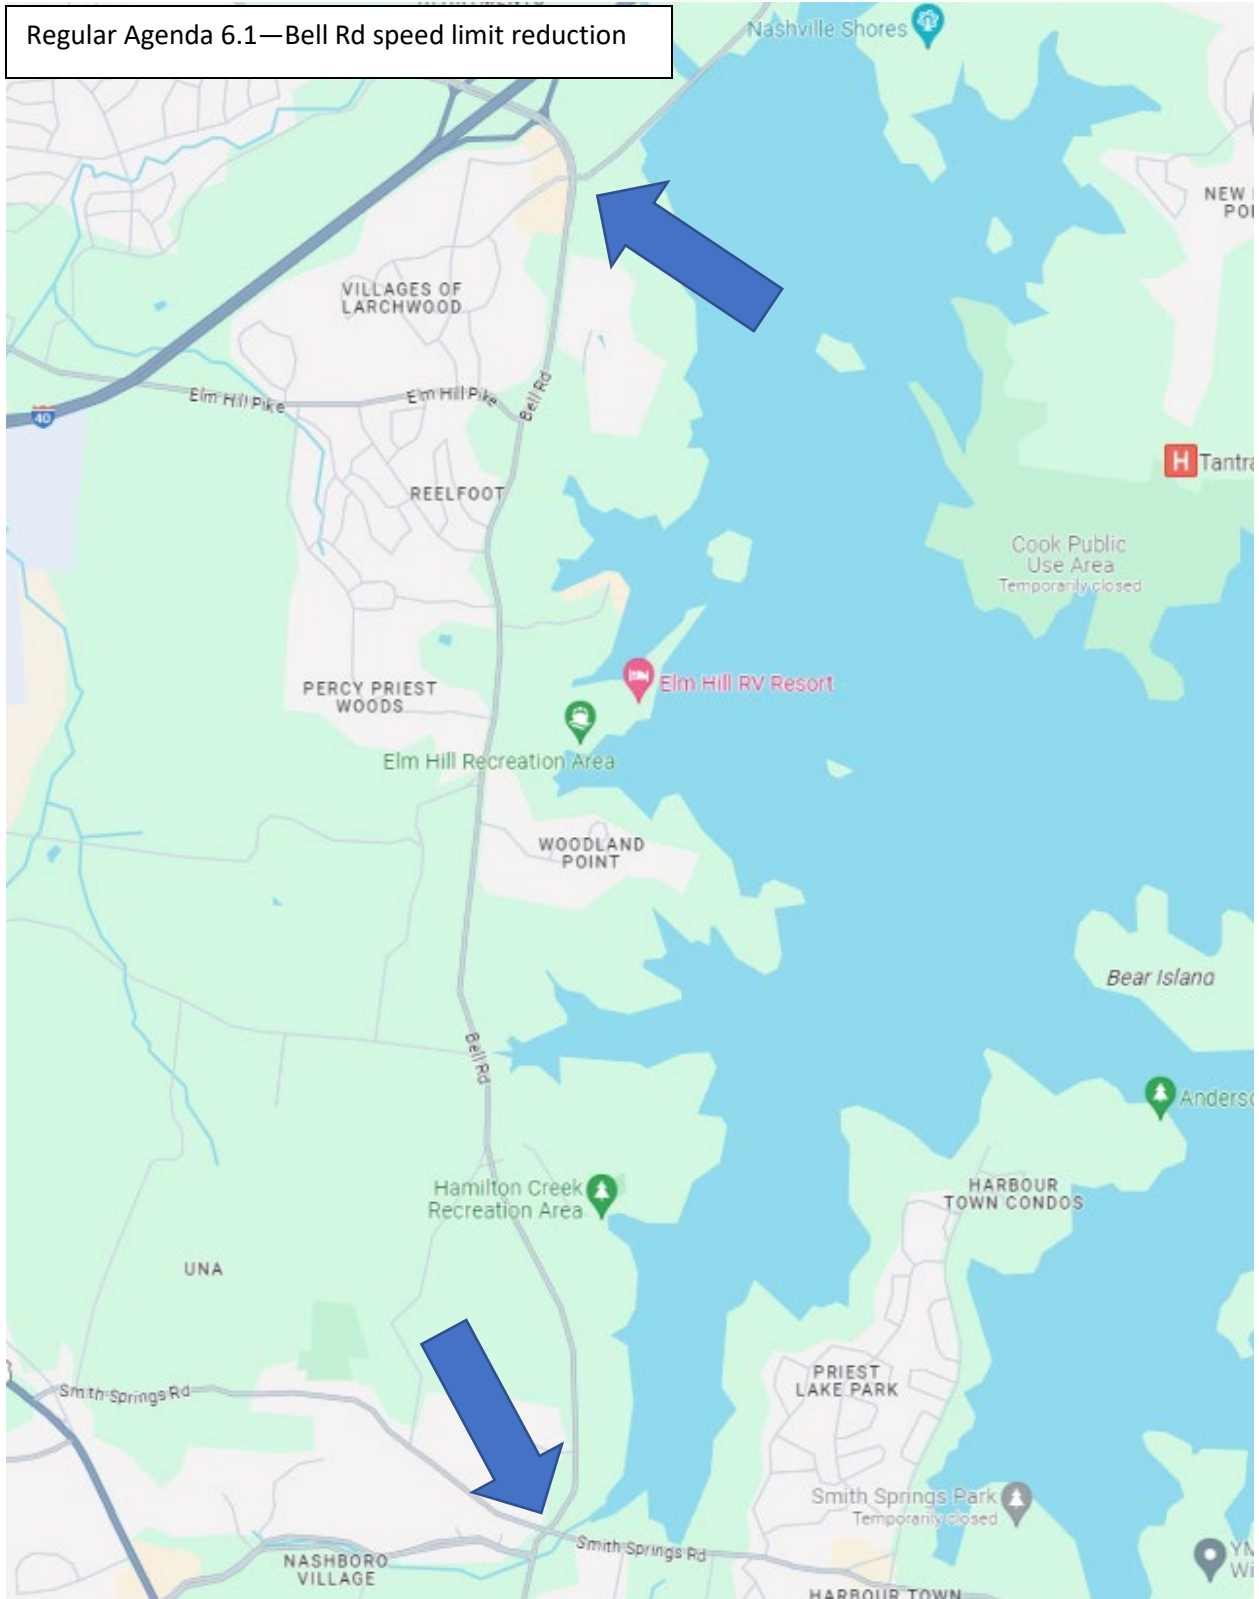 Regular Agenda 6.1—Bell Rd speed limit reduction
Nashville Shores
NEW
VILLAGES OF
LARCHWOOD
Elm Hill Pike
Elm Hill Pike
Bell Rd
40
H
REELFOOT
Cook Public
Use Area
Temporarily closed
PERCY PRIEST
WOODS
Elm Hill RV Resort
Elm Hill Recreation Area
WOODLAND
POINT
Bear Island
Bell Rd
Hamilton Creek
Recreation Area
HARBOUR
TOWN CONDOS
UNA
PRIEST
LAKE PARK
Smith Springs Rd
Smith Springs Park
Temporarily closed
Smith Springs Rd
NASHBORO
VILLAGE
HARBOUR TOWN